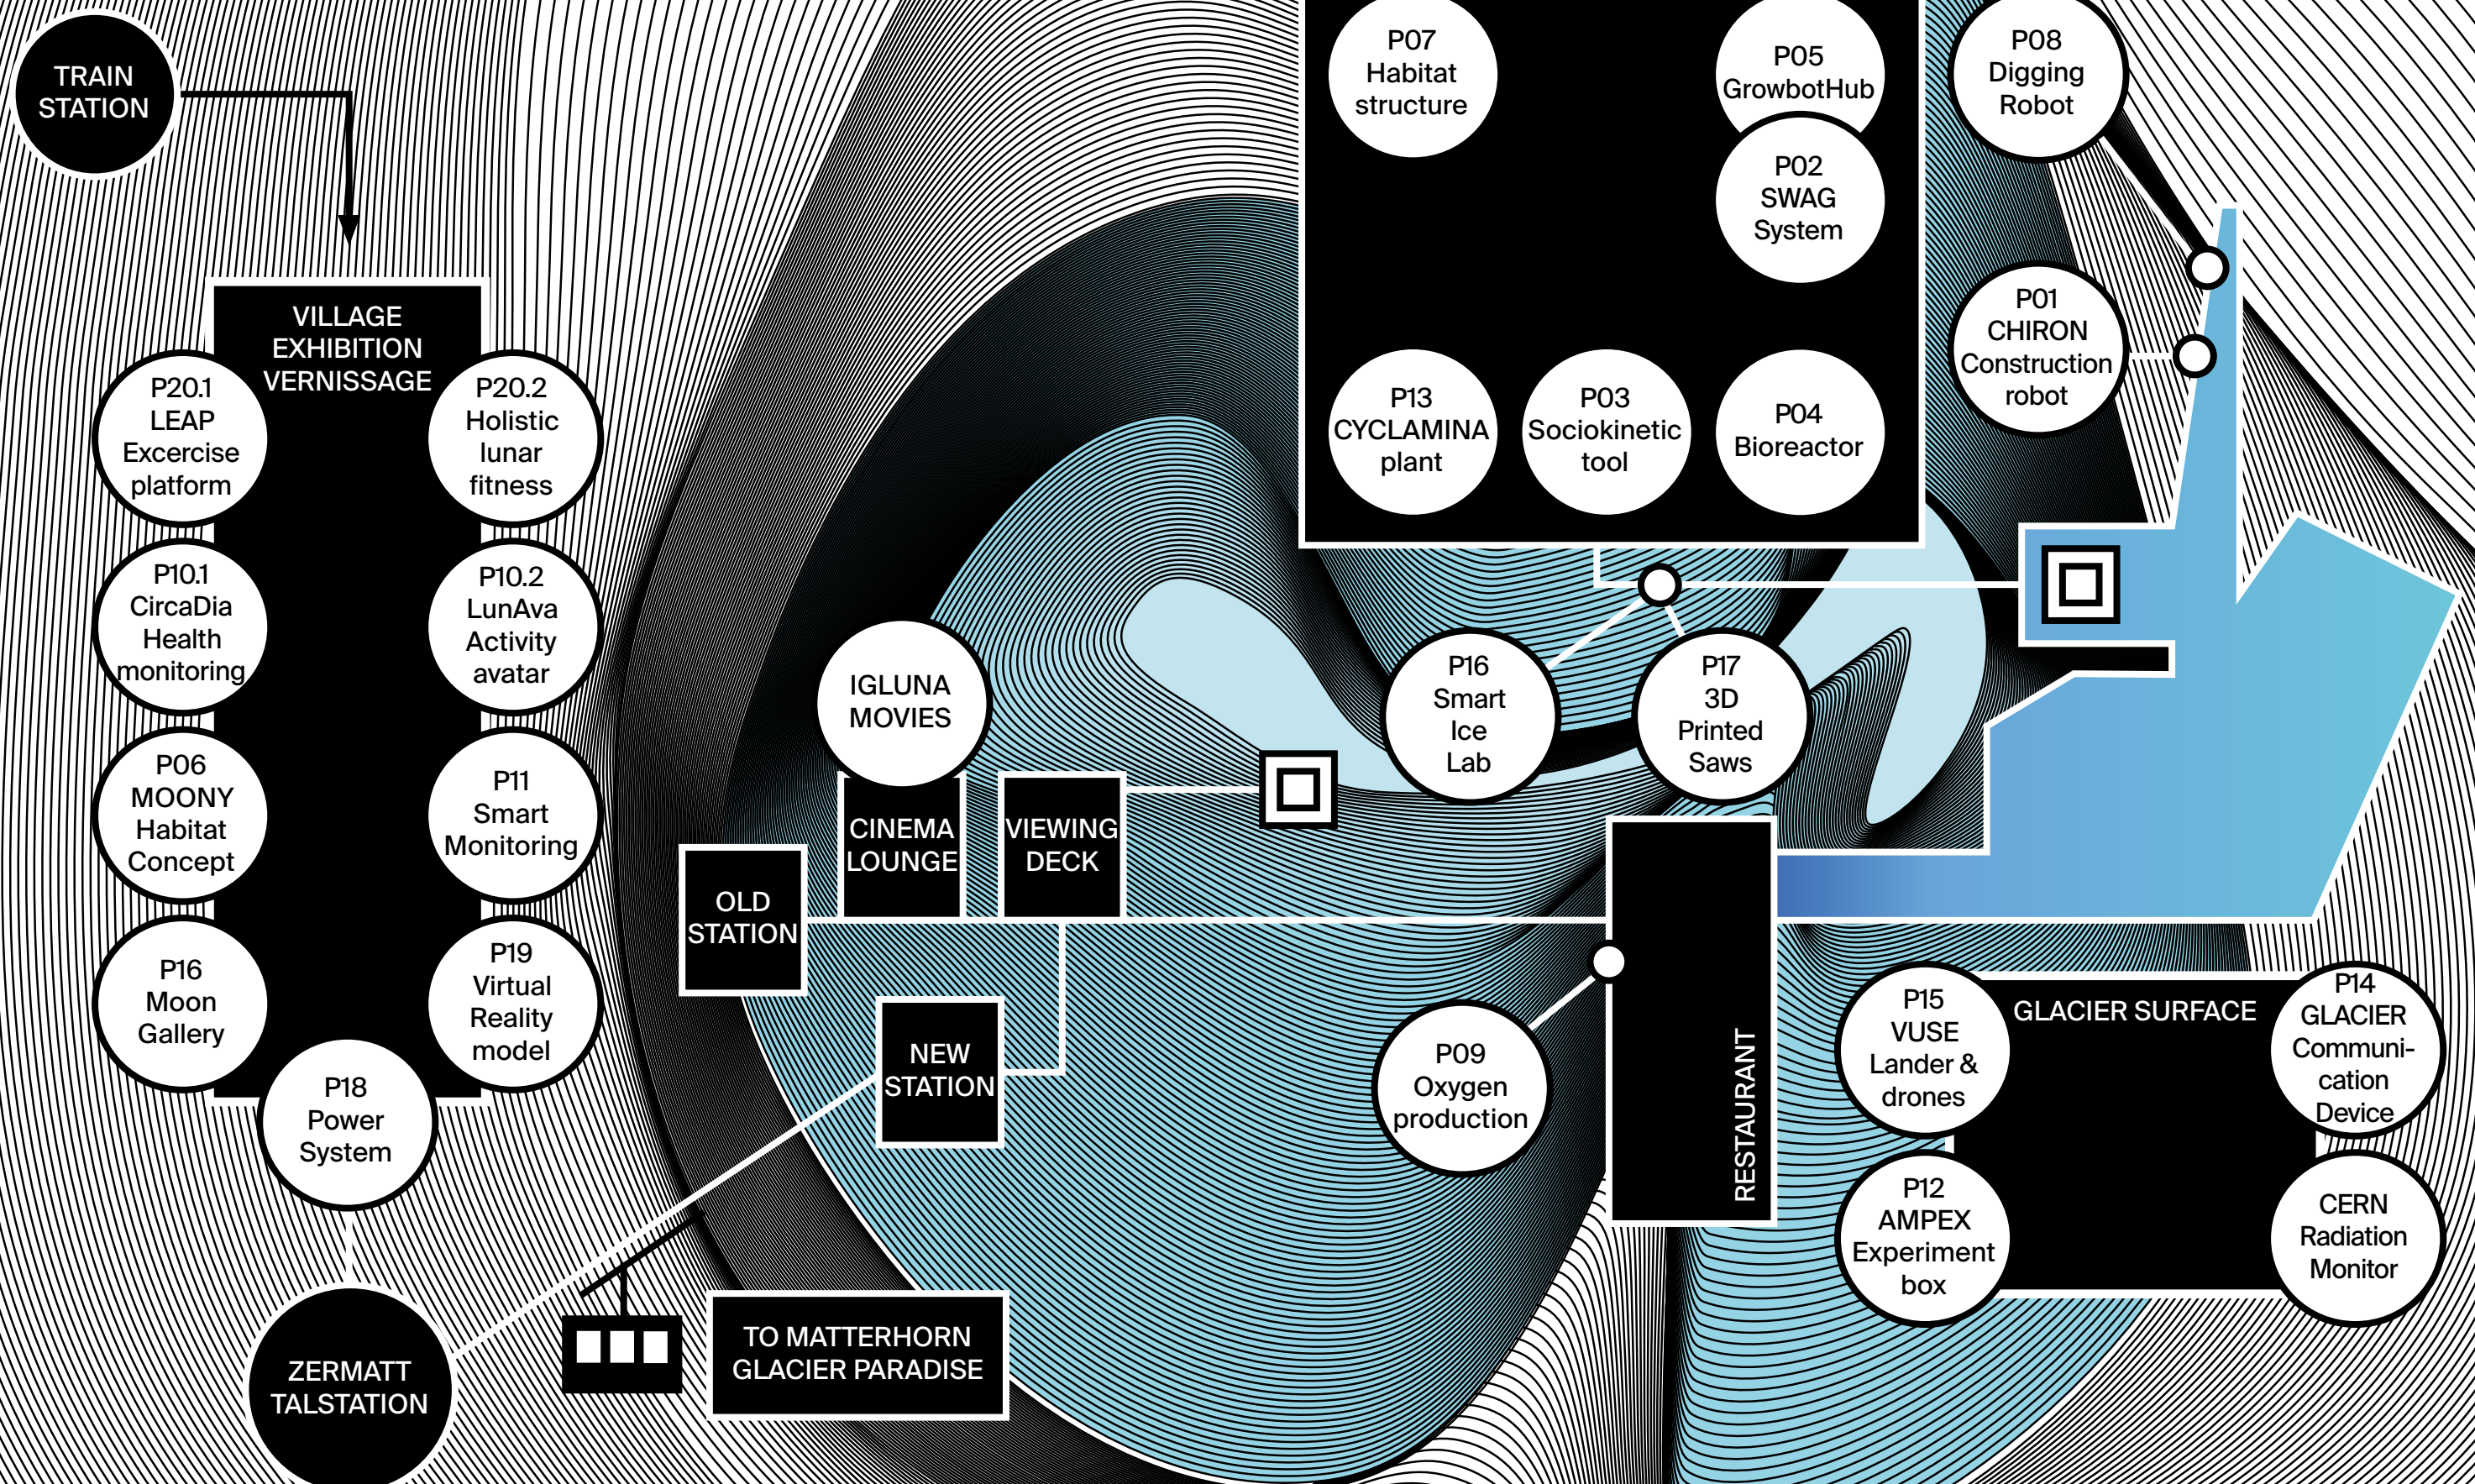 TRAIN
STATION
VILLAGE
EXHIBITION
VERNISSAGE
P20.1
LEAP
Excercise
platform
P20.2
Holistic
lunar
fitness
P10.1
CircaDia
Health
monitoring
P10.2
LunAva
Activity
avatar
P06
MOONY
Habitat
Concept
P11
Smart
Monitoring
P16
Moon
Gallery
P19
Virtual
Reality
model
P18
Power
System
ZERMATT
TALSTATION
TO MATTERHORN
GLACIER PARADISE
OLD
STATION
NEW
STATION
IGLUNA
MOVIES
CINEMA
LOUNGE
VIEWING
DECK
P07
Habitat
structure
P05
GrowbotHub
P02
SWAG
System
P13
CYCLAMINA
plant
P03
Sociokinetic
tool
P04
Bioreactor
P08
Digging
Robot
P01
CHIRON
Construction
robot
P16
Smart
Ice
Lab
P17
3D
Printed
Saws
P09
Oxygen
production
RESTAURANT
GLACIER SURFACE
P15
VUSE
Lander &
drones
P14
GLACIER
Communi-
cation
Device
P12
AMPEX
Experiment
box
CERN
Radiation
Monitor